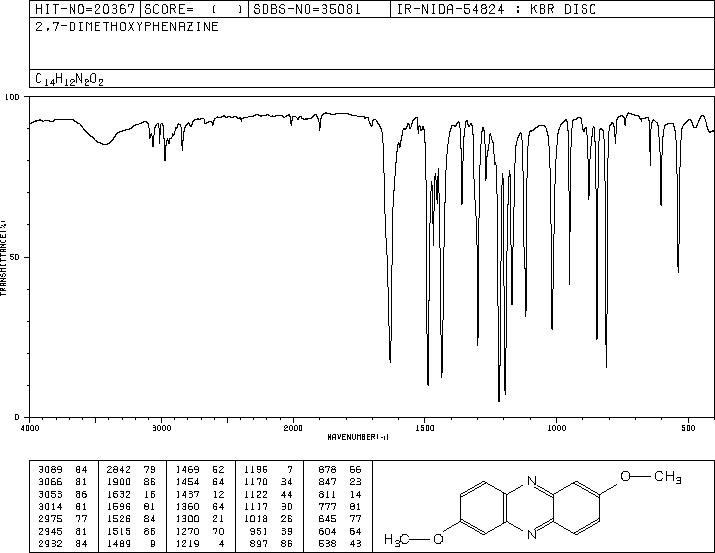 HIT-NO=20367 SCORE= ( ) SDBS-NO=35081 IR-NIDA-54824 : KBR DISC
2,7-DIMETHOXYPHENAZINE
C14H12N2O2
100
50
0
TRANSMITTANCE(%)
4000 3000 2000 1500 1000 500
WAVENUMBER(-1)
3089 84 2842 79 1469 52 1196 7 878 66
3066 81 1900 86 1454 64 1170 34 847 23
3053 86 1632 16 1437 12 1122 44 811 14
3014 81 1596 81 1360 64 1117 30 777 81
2975 77 1526 84 1300 21 1018 26 645 77
2945 81 1515 86 1270 70 951 39 604 64
2932 84 1489 9 1219 4 897 86 538 43
O CH3
N
N
H3C O